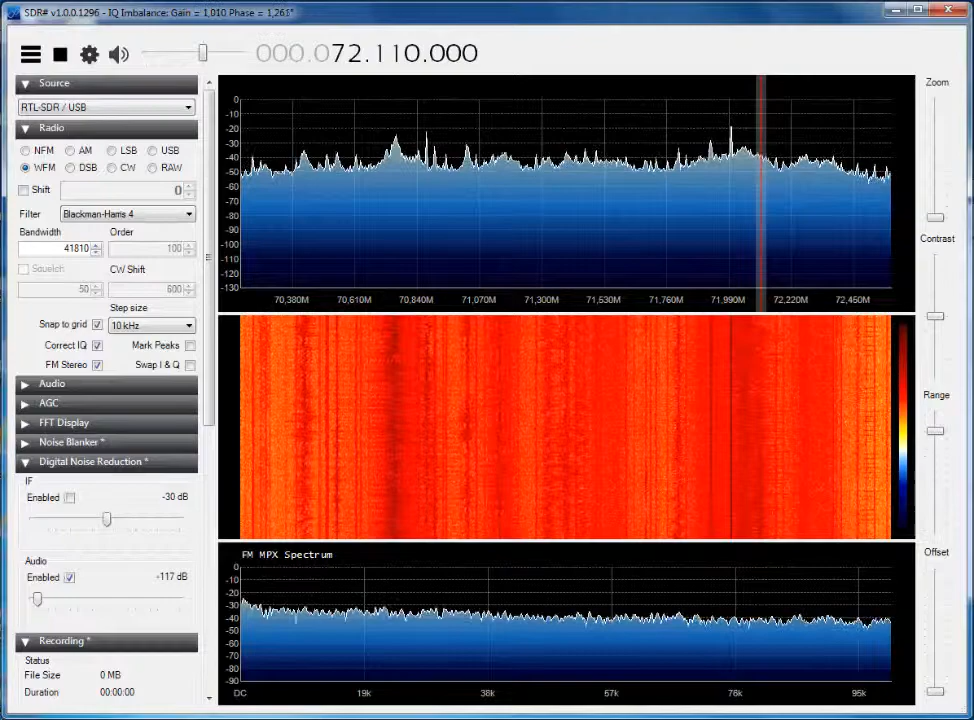 SDR# v1.0.0.1296 - IQ Imbalance: Gain = 1,010 Phase = 1,261°
000.072.110.000
Source
RTL-SDR / USB
Radio
NFM AM LSB USB
WFM DSB CW RAW
Shift 0
Filter Blackman-Harris 4
Bandwidth Order
41810 100
Squelch CW Shift
50 600
Step size
Snap to grid 10 kHz
Correct IQ Mark Peaks
FM Stereo Swap I & Q
Audio
AGC
FFT Display
Noise Blanker *
Digital Noise Reduction *
IF
Enabled -30 dB
Audio
Enabled -117 dB
Recording *
Status
File Size 0 MB
Duration 00:00:00
0
-10
-20
-30
-40
-50
-60
-70
-80
-90
-100
-110
-120
-130
70,380M 70,610M 70,840M 71,070M 71,300M 71,530M 71,760M 71,990M 72,220M 72,460M
FM MPX Spectrum
0
-10
-20
-30
-40
-50
-60
-70
-80
-90
DC 19k 38k 57k 76k 95k
Zoom
Contrast
Range
Offset